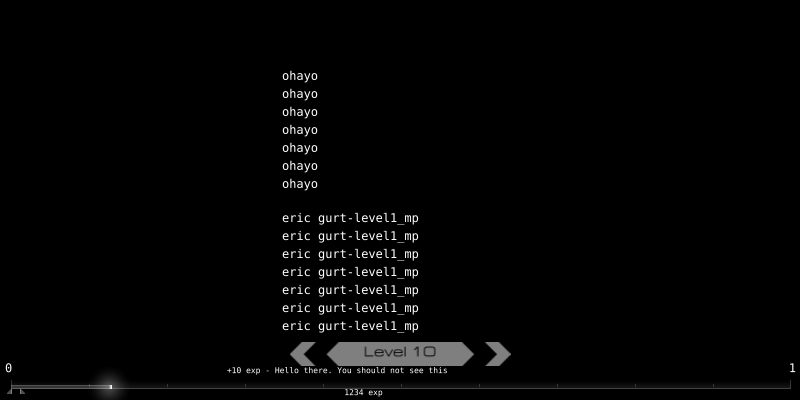 ohayo
ohayo
ohayo
ohayo
ohayo
ohayo
ohayo
eric gurt-level1_mp
eric gurt-level1_mp
eric gurt-level1_mp
eric gurt-level1_mp
eric gurt-level1_mp
eric gurt-level1_mp
eric gurt-level1_mp
Level 10
0
+10 exp - Hello there. You should not see this
1
1234 exp